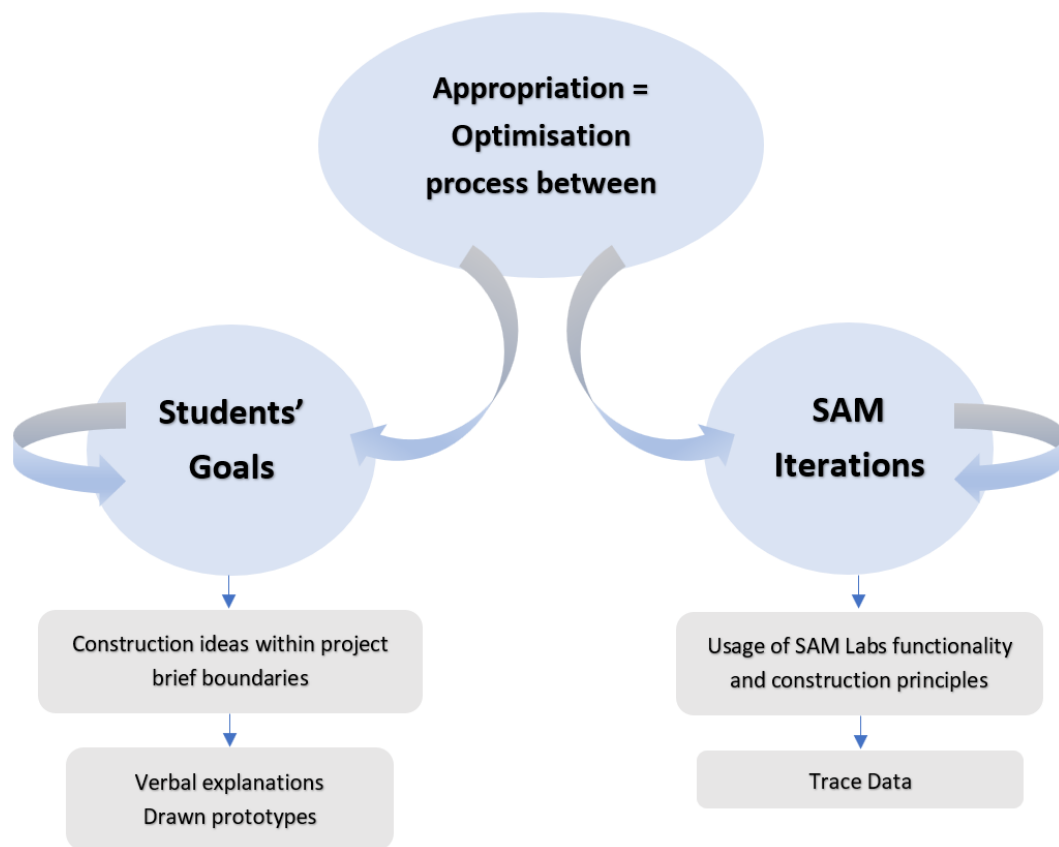 Appropriation =
Optimisation
process between
Students’
Goals
SAM
Iterations
Construction ideas within project
brief boundaries
Usage of SAM Labs functionality
and construction principles
Verbal explanations
Drawn prototypes
Trace Data